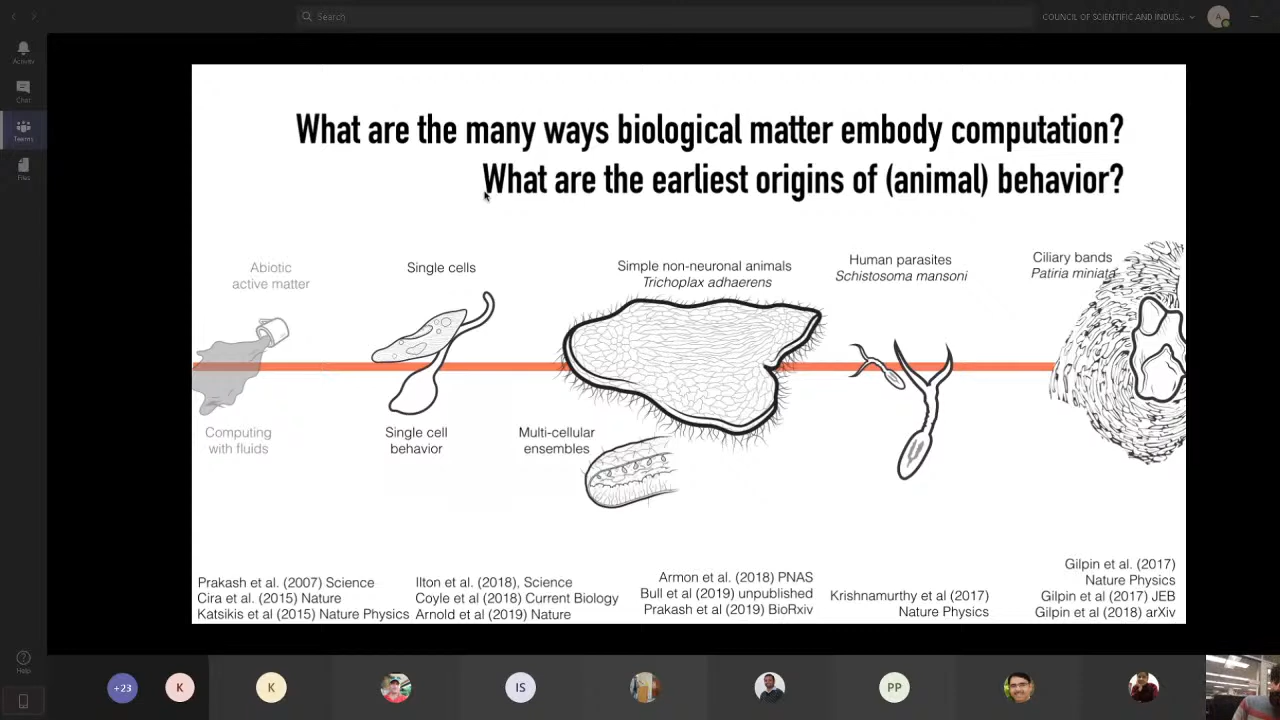 Search
COUNCIL OF SCIENTIFIC AND INDUS...
A
Activity
Chat
Teams
Files
What are the many ways biological matter embody computation?
What are the earliest origins of (animal) behavior?
Abiotic
active matter
Single cells
Simple non-neuronal animals
Trichoplax adhaerens
Human parasites
Schistosoma mansoni
Ciliary bands
Patiria miniata
Computing
with fluids
Single cell
behavior
Multi-cellular
ensembles
Prakash et al. (2007) Science
Cira et al. (2015) Nature
Katsikis et al (2015) Nature Physics
Ilton et al. (2018), Science
Coyle et al (2018) Current Biology
Arnold et al (2019) Nature
Armon et al. (2018) PNAS
Bull et al (2019) unpublished
Prakash et al (2019) BioRxiv
Krishnamurthy et al (2017)
Nature Physics
Gilpin et al. (2017)
Nature Physics
Gilpin et al (2017) JEB
Gilpin et al (2018) arXiv
Help
+23
K
K
IS
PP